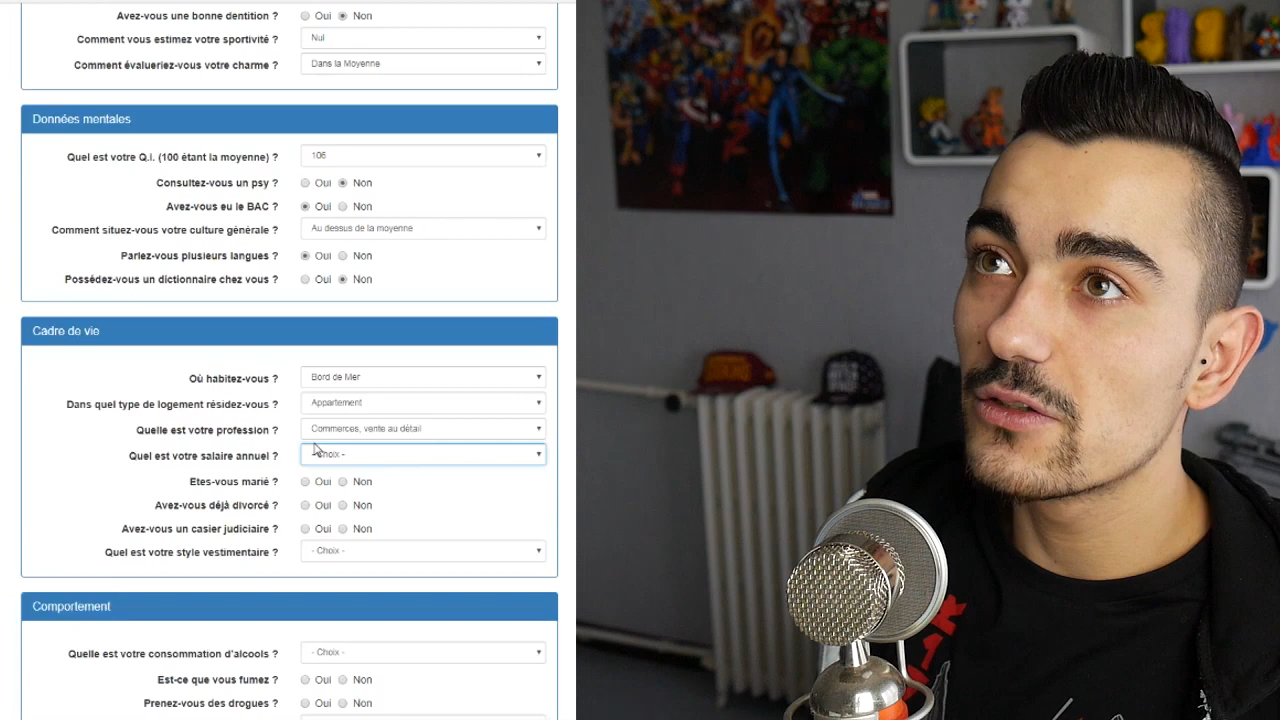 Avez-vous une bonne dentition ? Oui Non
Comment vous estimez votre sportivité ? Nul
Comment évalueriez-vous votre charme ? Dans la Moyenne
Données mentales
Quel est votre Q.I. (100 étant la moyenne) ? 106
Consultez-vous un psy ? Oui Non
Avez-vous eu le BAC ? Oui Non
Comment situez-vous votre culture générale ? Au dessus de la moyenne
Parlez-vous plusieurs langues ? Oui Non
Possédez-vous un dictionnaire chez vous ? Oui Non
Cadre de vie
Où habitez-vous ? Bord de Mer
Dans quel type de logement résidez-vous ? Appartement
Quelle est votre profession ? Commerces, vente au détail
Quel est votre salaire annuel ? - Choix -
Etes-vous marié ? Oui Non
Avez-vous déjà divorcé ? Oui Non
Avez-vous un casier judiciaire ? Oui Non
Quel est votre style vestimentaire ? - Choix -
Comportement
Quelle est votre consommation d'alcools ? - Choix -
Est-ce que vous fumez ? Oui Non
Prenez-vous des drogues ? Oui Non